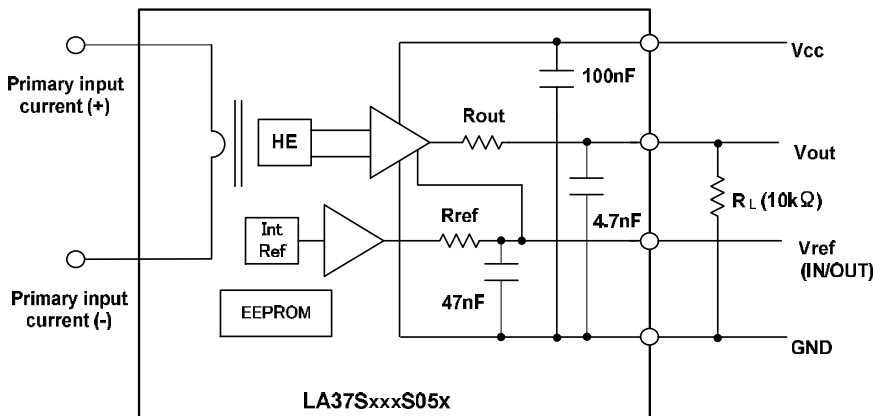 Primary input
current (+)
HE
Rout
100nF
Vcc
Vout
RL (10kΩ)
4.7nF
Int
Ref
Rref
Vref
(IN/OUT)
Primary input
current (-)
EEPROM
47nF
GND
LA37SxxxS05x